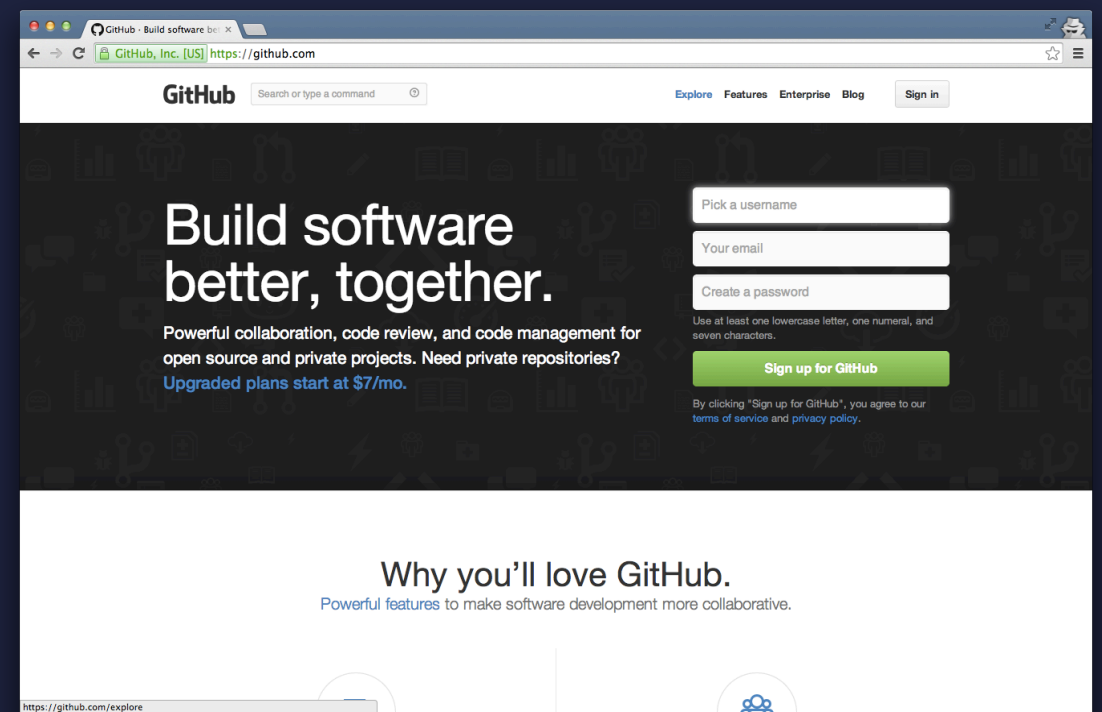 GitHub · Build software bet
GitHub, Inc. [US] https://github.com
GitHub
Search or type a command
Explore Features Enterprise Blog Sign in
Build software
better, together.
Powerful collaboration, code review, and code management for
open source and private projects. Need private repositories?
Upgraded plans start at $7/mo.
Pick a username
Your email
Create a password
Use at least one lowercase letter, one numeral, and
seven characters.
Sign up for GitHub
By clicking "Sign up for GitHub", you agree to our
terms of service and privacy policy.
Why you’ll love GitHub.
Powerful features to make software development more collaborative.
https://github.com/explore